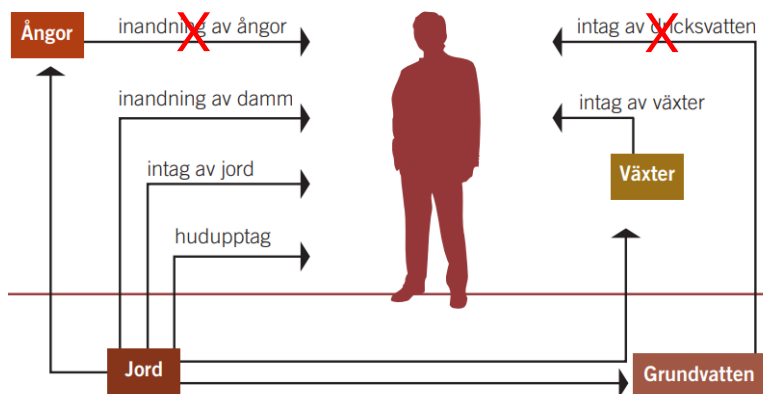 Ångor
inandning av ångor
intag av dricksvatten
inandning av damm
intag av växter
intag av jord
Växter
hudupptag
Jord
Grundvatten